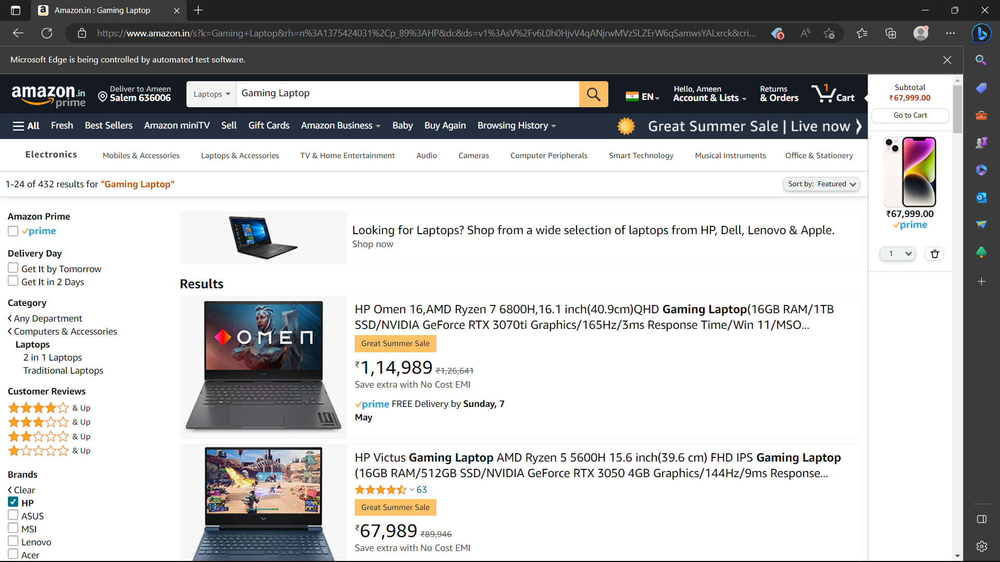 Amazon.in : Gaming Laptop
https://www.amazon.in/s?k=Gaming+Laptop&rh=n%3A1375424031%2Cp_89%3AHP&dc&ds=v1%3AsV%2Fv6L0h0HjvV4qANjrwMVzSLZErW6qSamwsYALxrck&cri...
9
Microsoft Edge is being controlled by automated test software.
amazon.in
prime
Deliver to Ameen
Salem 636006
Laptops
Gaming Laptop
EN
Hello, Ameen
Account & Lists
Returns
& Orders
1
Cart
Subtotal
₹67,999.00
Go to Cart
All
Fresh
Best Sellers
Amazon miniTV
Sell
Gift Cards
Amazon Business
Baby
Buy Again
Browsing History
Great Summer Sale | Live now
Electronics
Mobiles & Accessories
Laptops & Accessories
TV & Home Entertainment
Audio
Cameras
Computer Peripherals
Smart Technology
Musical Instruments
Office & Stationery
1-24 of 432 results for "Gaming Laptop"
Sort by: Featured
₹67,999.00
prime
1
Amazon Prime
prime
Delivery Day
Get It by Tomorrow
Get It in 2 Days
Category
Any Department
Computers & Accessories
Laptops
2 in 1 Laptops
Traditional Laptops
Customer Reviews
& Up
& Up
& Up
& Up
Brands
Clear
HP
ASUS
MSI
Lenovo
Acer
Looking for Laptops? Shop from a wide selection of laptops from HP, Dell, Lenovo & Apple.
Shop now
Results
OMEN
HP Omen 16,AMD Ryzen 7 6800H,16.1 inch(40.9cm)QHD Gaming Laptop(16GB RAM/1TB
SSD/NVIDIA GeForce RTX 3070ti Graphics/165Hz/3ms Response Time/Win 11/MSO...
Great Summer Sale
₹1,14,989 ₹1,26,641
Save extra with No Cost EMI
prime FREE Delivery by Sunday, 7
May
HP Victus Gaming Laptop AMD Ryzen 5 5600H 15.6 inch(39.6 cm) FHD IPS Gaming Laptop
(16GB RAM/512GB SSD/NVIDIA GeForce RTX 3050 4GB Graphics/144Hz/9ms Response...
63
Great Summer Sale
₹67,989 ₹89,946
Save extra with No Cost EMI